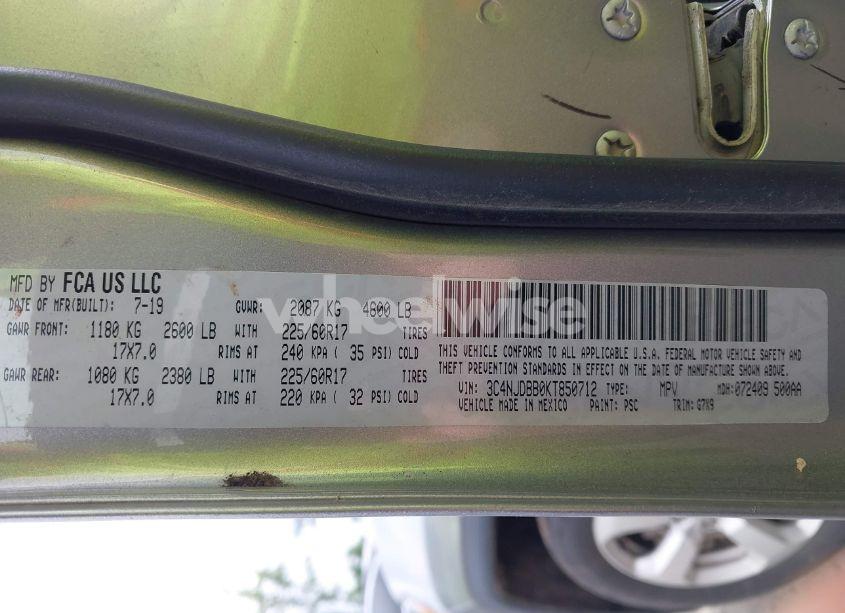 MFD BY FCA US LLC
DATE OF MFR(BUILT): 7-19 GVWR: 2087 KG 4800 LB
GAWR FRONT: 1180 KG 2600 LB WITH 225/60R17 TIRES
17X7.0 RIMS AT 240 KPA ( 35 PSI) COLD
GAWR REAR: 1080 KG 2380 LB WITH 225/60R17 TIRES
17X7.0 RIMS AT 220 KPA ( 32 PSI) COLD
THIS VEHICLE CONFORMS TO ALL APPLICABLE U.S.A. FEDERAL MOTOR VEHICLE SAFETY AND
THEFT PREVENTION STANDARDS IN EFFECT ON THE DATE OF MANUFACTURE SHOWN ABOVE.
VIN: 3C4NJDBB0KT850712 TYPE: MPV MDH: 072409 500AA
VEHICLE MADE IN MEXICO PAINT: PSC TRIM: G7X9
wheelwise